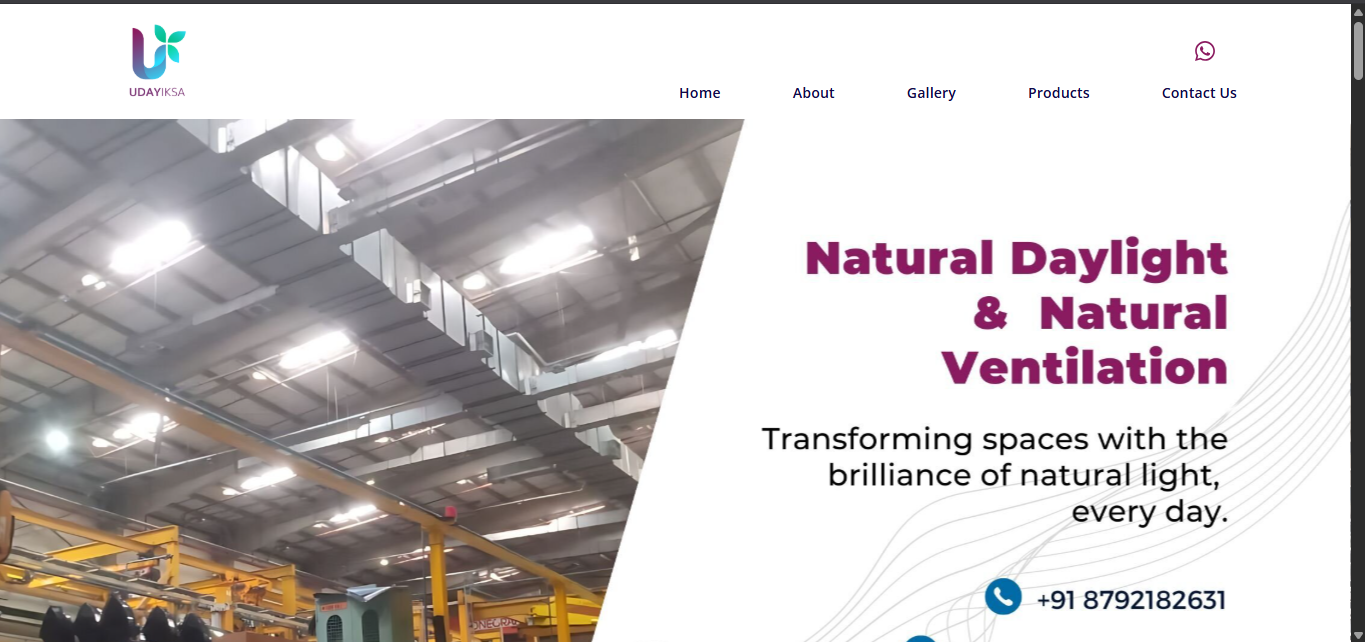 UDAYIKSA
Home About Gallery Products Contact Us
Natural Daylight
& Natural
Ventilation
Transforming spaces with the
brilliance of natural light,
every day.
+91 8792182631